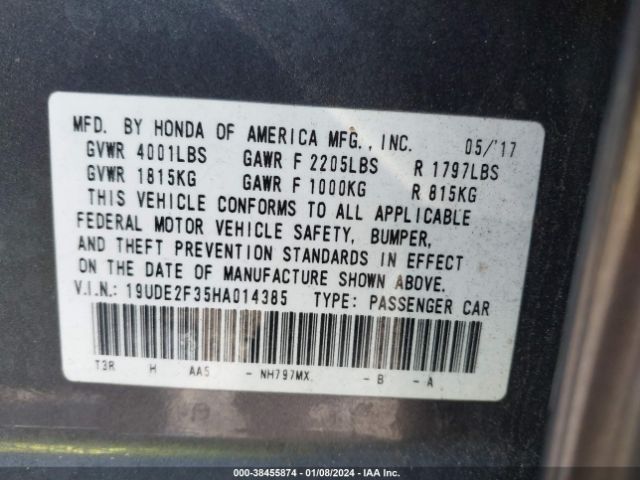 MFD. BY HONDA OF AMERICA MFG., INC. 05/'17
GVWR 4001LBS GAWR F 2205LBS R 1797LBS
GVWR 1815KG GAWR F 1000KG R 815KG
THIS VEHICLE CONFORMS TO ALL APPLICABLE
FEDERAL MOTOR VEHICLE SAFETY, BUMPER,
AND THEFT PREVENTION STANDARDS IN EFFECT
ON THE DATE OF MANUFACTURE SHOWN ABOVE.
V.I.N.: 19UDE2F35HA014385 TYPE: PASSENGER CAR
T3R H AA5 - NH797MX - B - A
000-38455874 | 01/08/2024 | IAA Inc.